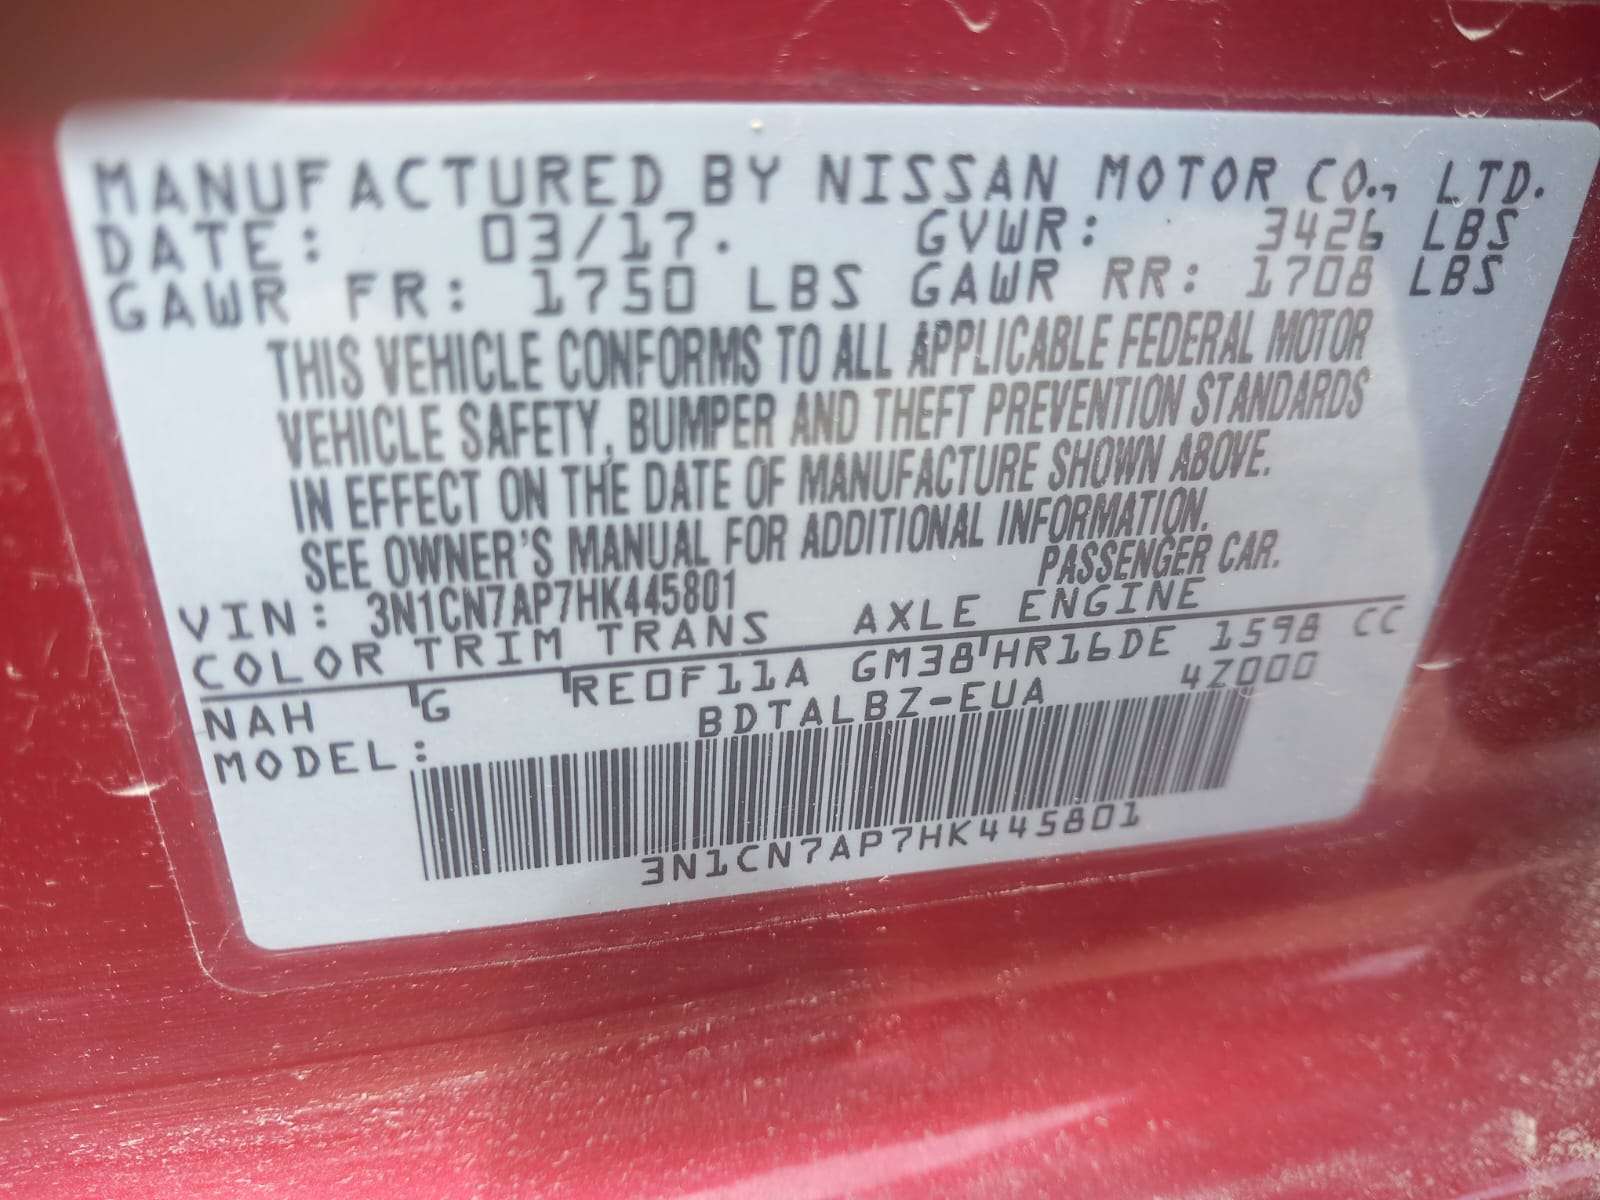 MANUFACTURED BY NISSAN MOTOR CO., LTD.
DATE: 03/17. GVWR: 3426 LBS
GAWR FR: 1750 LBS GAWR RR: 1708 LBS
THIS VEHICLE CONFORMS TO ALL APPLICABLE FEDERAL MOTOR
VEHICLE SAFETY, BUMPER AND THEFT PREVENTION STANDARDS
IN EFFECT ON THE DATE OF MANUFACTURE SHOWN ABOVE.
SEE OWNER'S MANUAL FOR ADDITIONAL INFORMATION.
VIN: 3N1CN7AP7HK445801 PASSENGER CAR.
COLOR TRIM TRANS AXLE ENGINE
NAH G RE0F11A GM38 HR16DE 1598 CC
MODEL: BDTALBZ-EUA 4Z000
3N1CN7AP7HK445801